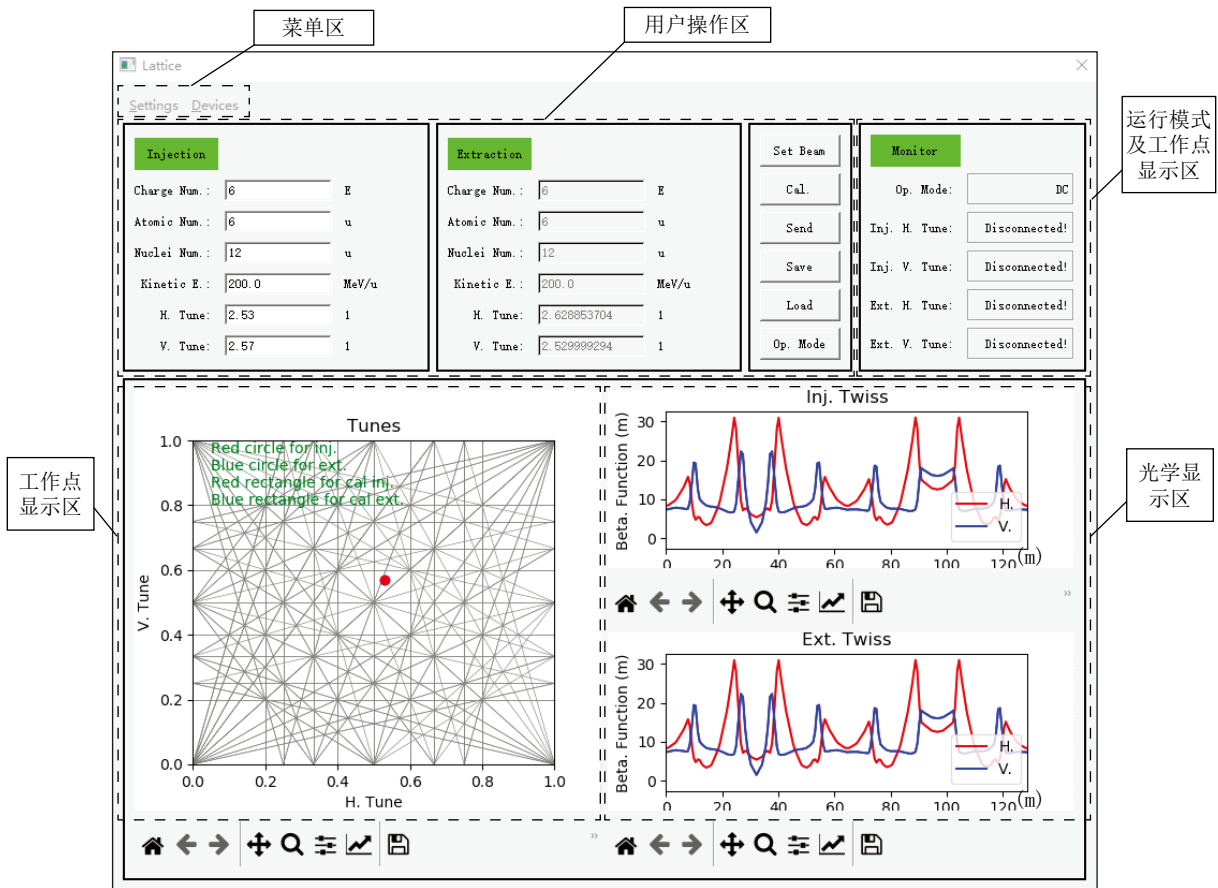 菜单区
用户操作区
Lattice
Settings Devices
运行模式
及工作点
显示区
Injection
Charge Num.: 6 E
Atomic Num.: 6 u
Nuclei Num.: 12 u
Kinetic E.: 200.0 MeV/u
H. Tune: 2.53 1
V. Tune: 2.57 1
Extraction
Charge Num.: 6 E
Atomic Num.: 6 u
Nuclei Num.: 12 u
Kinetic E.: 200.0 MeV/u
H. Tune: 2.628853704 1
V. Tune: 2.529999294 1
Set Beam
Cal.
Send
Save
Load
Op. Mode
Monitor
Op. Mode: DC
Inj. H. Tune: Disconnected!
Inj. V. Tune: Disconnected!
Ext. H. Tune: Disconnected!
Ext. V. Tune: Disconnected!
工作点
显示区
Tunes
Red circle for inj.
Blue circle for ext.
Red rectangle for cal inj.
Blue rectangle for cal ext.
V. Tune
1.0
0.8
0.6
0.4
0.2
0.0
0.0 0.2 0.4 0.6 0.8 1.0
H. Tune
Inj. Twiss
Beta. Function (m)
30
20
10
0
H.
V.
0 20 40 60 80 100 120 (m)
Ext. Twiss
Beta. Function (m)
30
20
10
0
H.
V.
0 20 40 60 80 100 120 (m)
光学显
示区